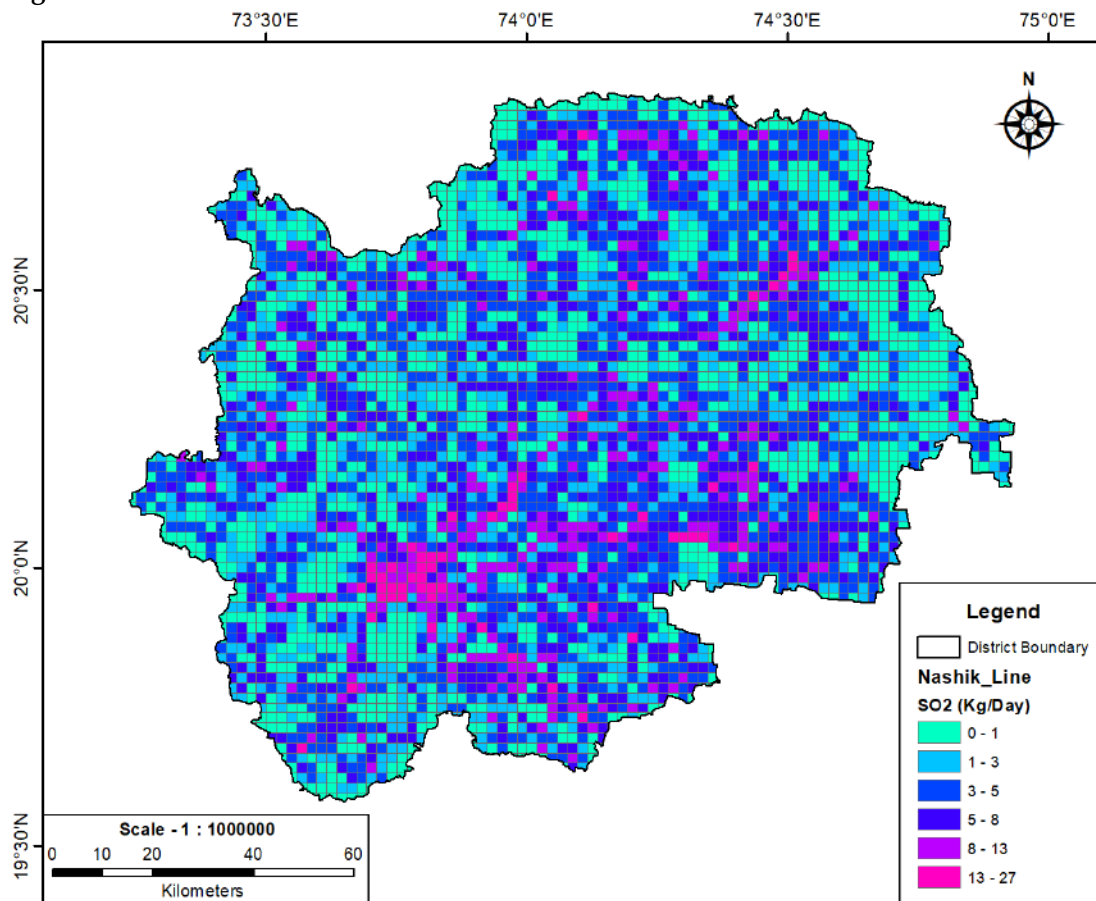 73°30'E 74°0'E 74°30'E 75°0'E
N
20°30'N
20°0'N
19°30'N
Legend
District Boundary
Nashik_Line
SO2 (Kg/Day)
0 - 1
1 - 3
3 - 5
5 - 8
8 - 13
13 - 27
Scale - 1 : 1000000
0 10 20 40 60
Kilometers